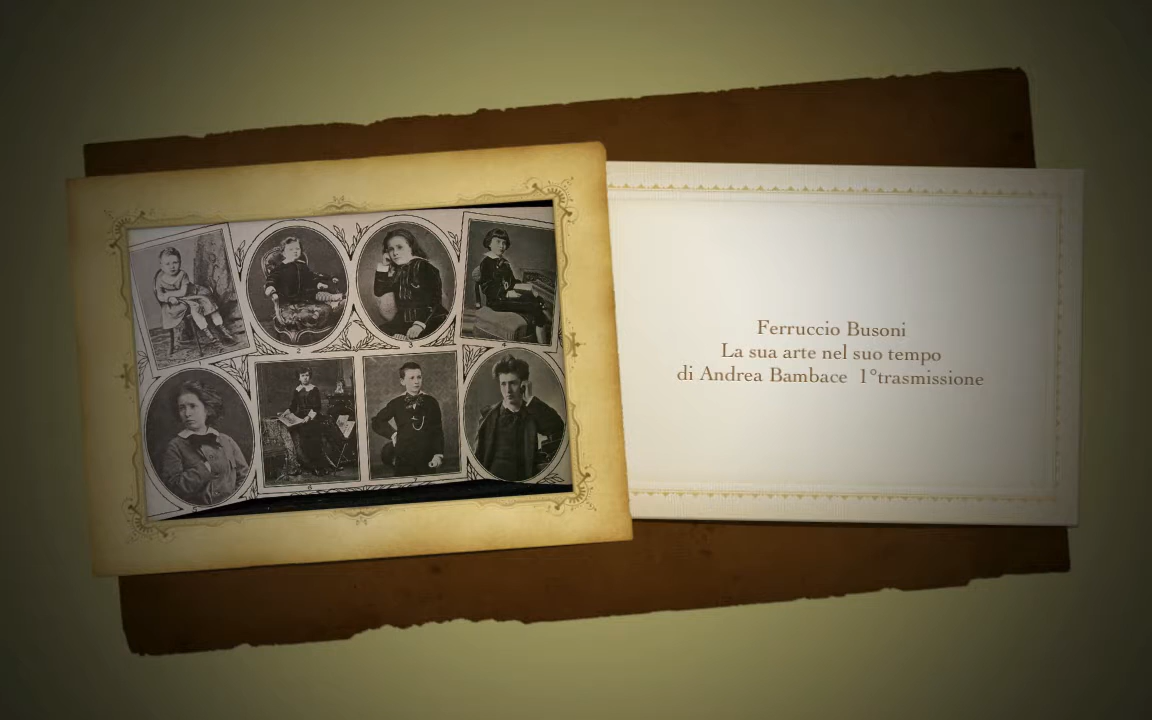 Ferruccio Busoni
La sua arte nel suo tempo
di Andrea Bambace 1°trasmissione